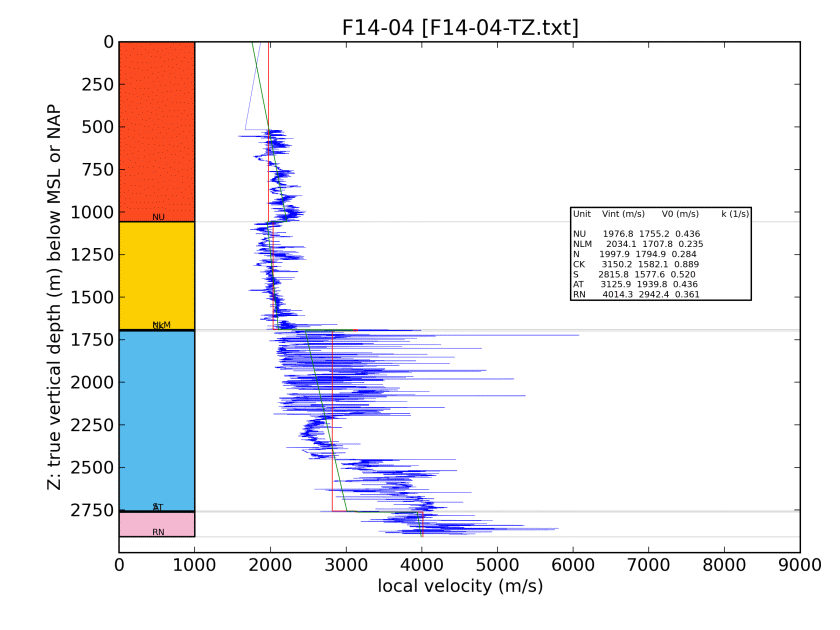 F14-04 [F14-04-TZ.txt]
Z: true vertical depth (m) below MSL or NAP
0
250
500
750
1000
1250
1500
1750
2000
2250
2500
2750
NU
NLM
CK
S
AT
RN
Unit Vint (m/s) V0 (m/s) k (1/s)
NU 1976.8 1755.2 0.436
NLM 2034.1 1707.8 0.235
N 1997.9 1794.9 0.284
CK 3150.2 1582.1 0.889
S 2815.8 1577.6 0.520
AT 3125.9 1939.8 0.436
RN 4014.3 2942.4 0.361
0 1000 2000 3000 4000 5000 6000 7000 8000 9000
local velocity (m/s)